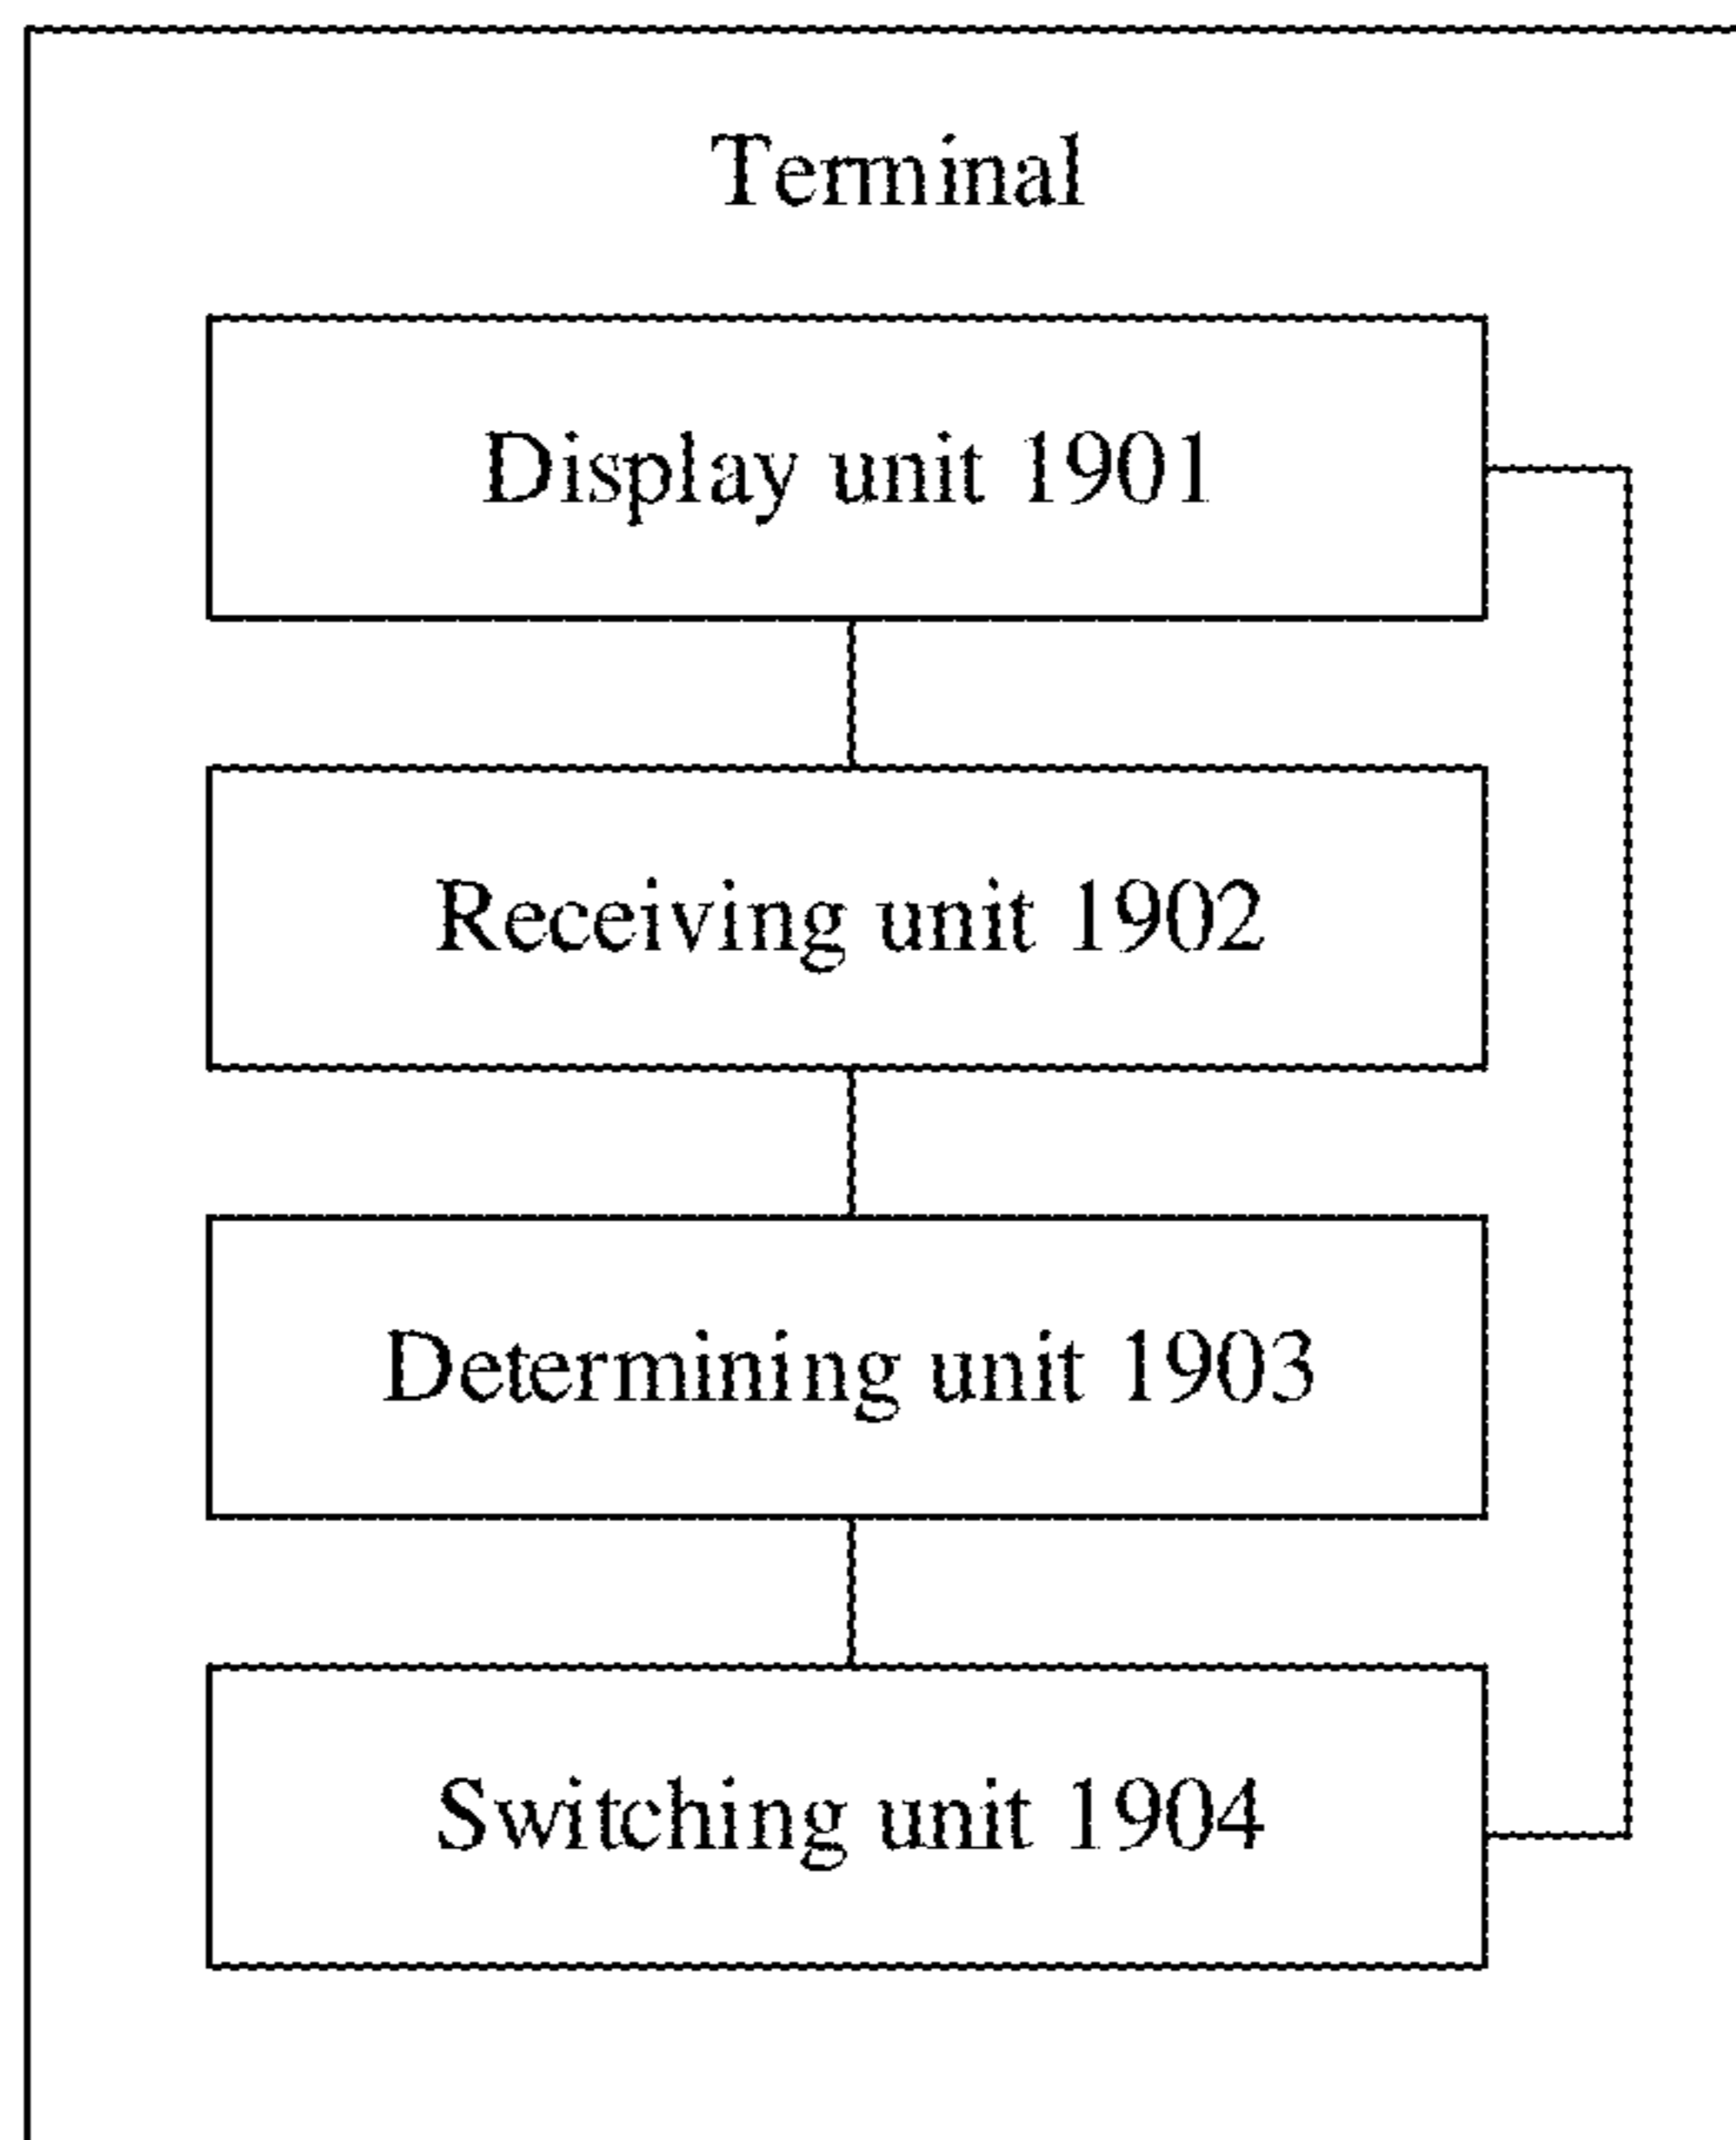 Terminal
Display unit 1901
Receiving unit 1902
Determining unit 1903
Switching unit 1904